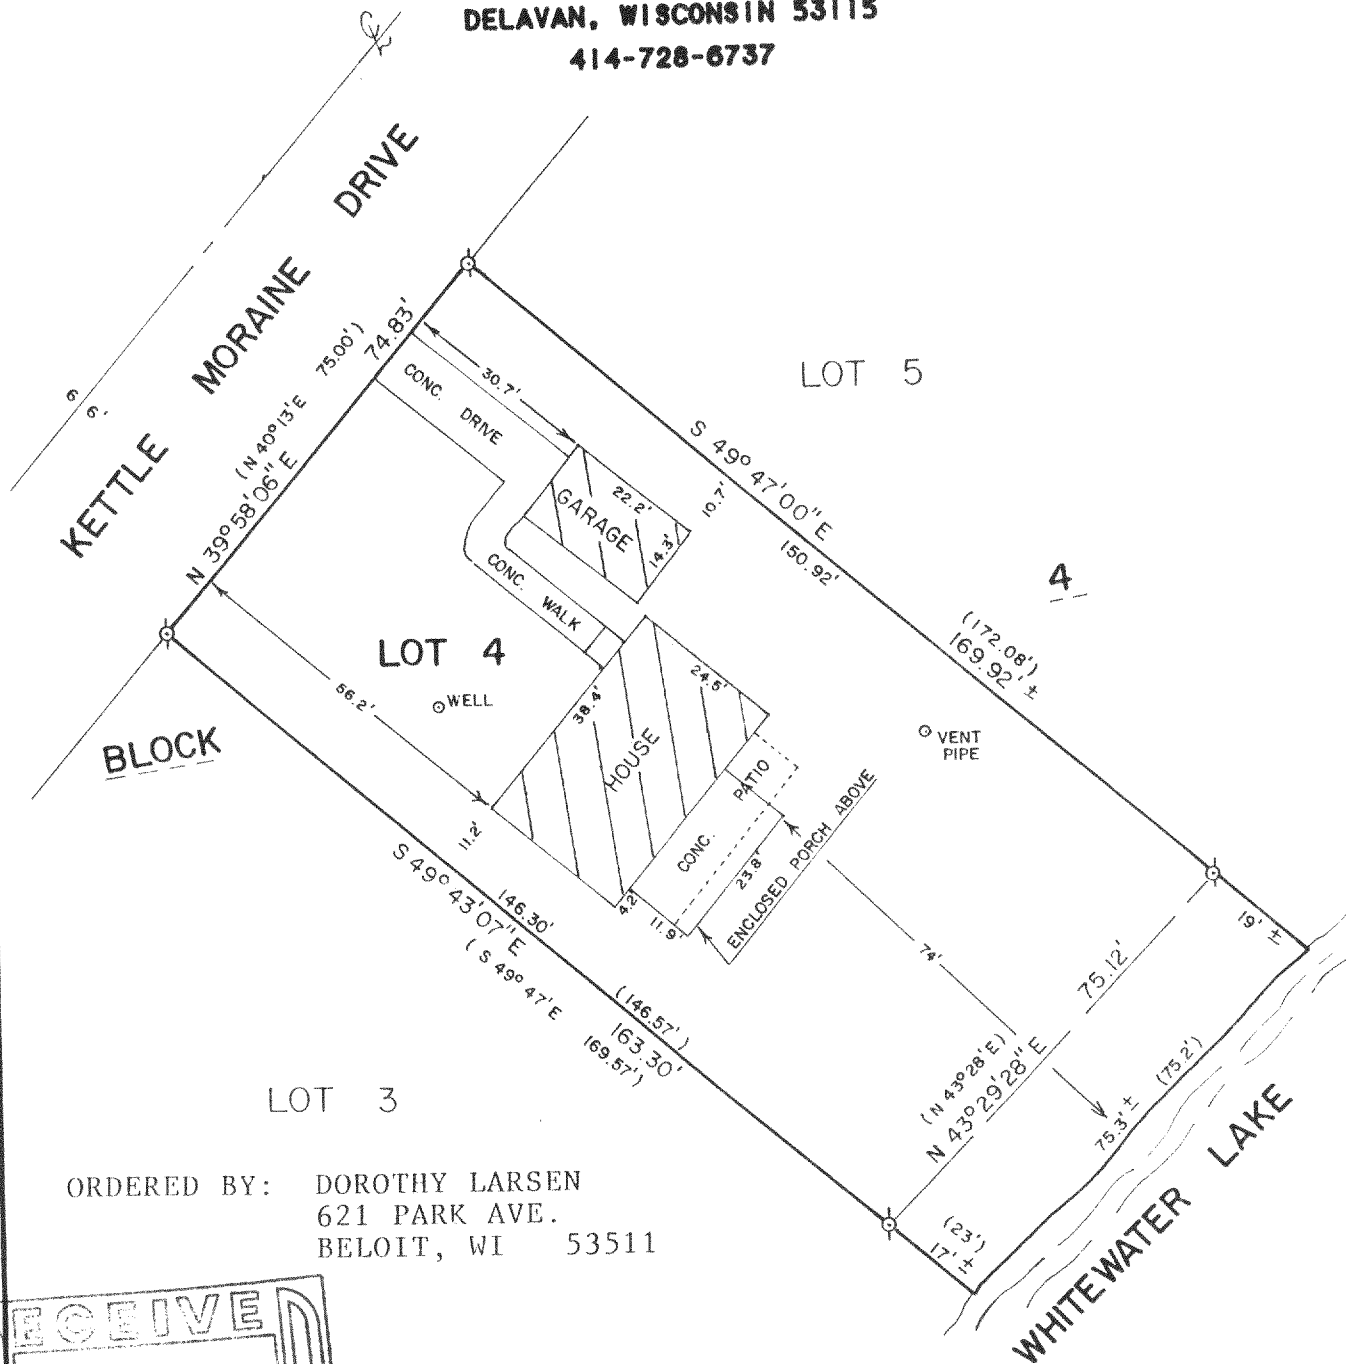 DELAVAN, WISCONSIN 53115
414-728-6737
KETTLE MORAINE DRIVE
66'
(N 40°13'E 75.00')
N 39°58'06"E 74.83'
CONC. DRIVE
30.7'
LOT 5
S 49°47'00"E
150.92'
GARAGE
22.2'
14.3'
10.7'
CONC. WALK
4
(172.08')
169.92' ±
LOT 4
WELL
56.2'
BLOCK
38.4'
24.5'
HOUSE
VENT
PIPE
CONC. PATIO
ENCLOSED PORCH ABOVE
23.8'
11.2'
4.2'
11.9'
S 49°43'07"E
146.30'
(S 49°47'E 169.57')
(146.57')
163.30'
74'
19' ±
75.12'
(N 43°28'E)
N 43°29'28"E
75.3' ± (75.2')
LOT 3
(23')
17' ±
WHITEWATER LAKE
ORDERED BY: DOROTHY LARSEN
621 PARK AVE.
BELOIT, WI 53511
ECEIVE